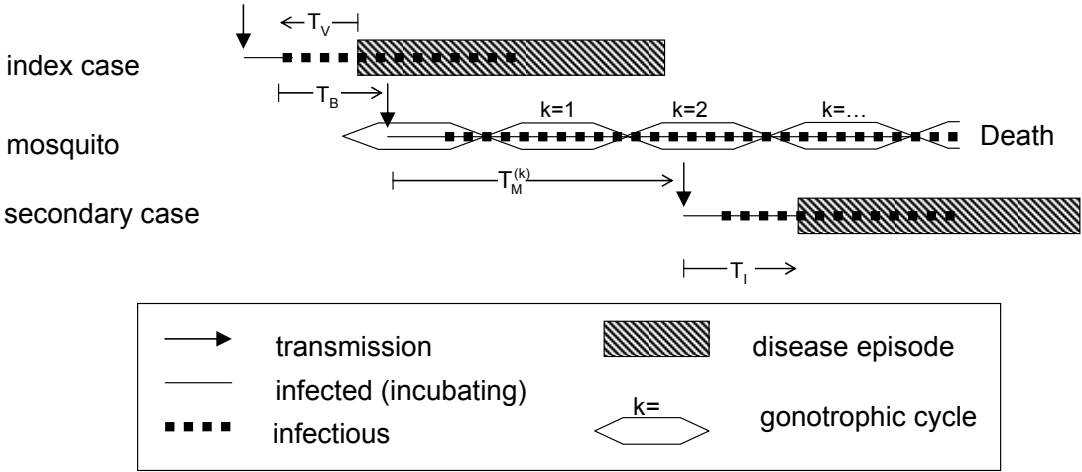 T_V
index case
T_B
k=1 k=2 k=...
mosquito Death
T_M^(k)
secondary case
T_I
transmission disease episode
infected (incubating)
k=
infectious gonotrophic cycle